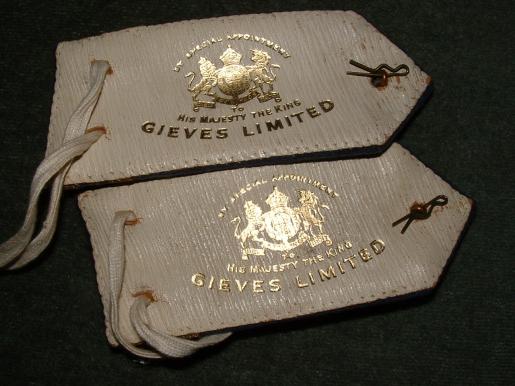 BY SPECIAL APPOINTMENT
TO
HIS MAJESTY THE KING
GIEVES LIMITED
BY SPECIAL APPOINTMENT
TO
HIS MAJESTY THE KING
GIEVES LIMITED